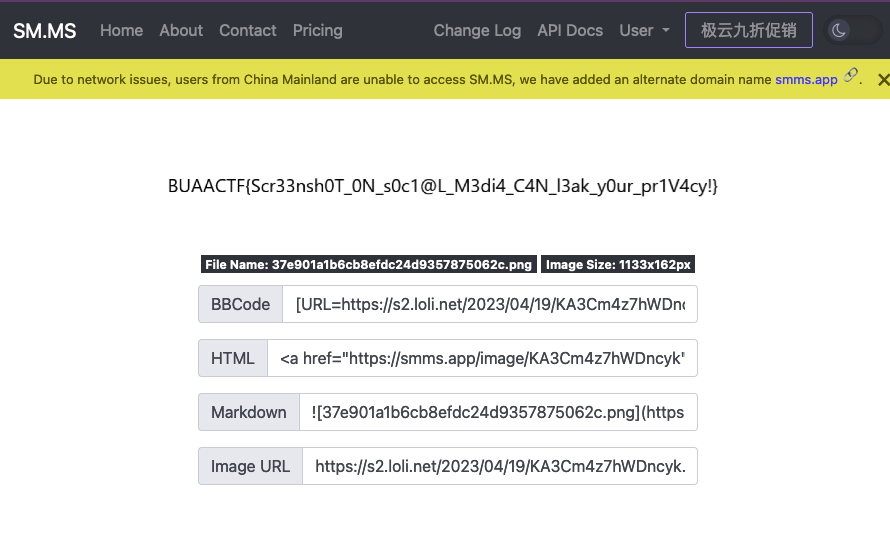 SM.MS Home About Contact Pricing Change Log API Docs User 极云九折促销
Due to network issues, users from China Mainland are unable to access SM.MS, we have added an alternate domain name smms.app .
BUAACTF{Scr33nsh0T_0N_s0c1@L_M3di4_C4N_l3ak_y0ur_pr1V4cy!}
File Name: 37e901a1b6cb8efdc24d9357875062c.png Image Size: 1133x162px
BBCode [URL=https://s2.loli.net/2023/04/19/KA3Cm4z7hWDnc
HTML <a href="https://smms.app/image/KA3Cm4z7hWDncyk"
Markdown ![37e901a1b6cb8efdc24d9357875062c.png](https
Image URL https://s2.loli.net/2023/04/19/KA3Cm4z7hWDncyk.